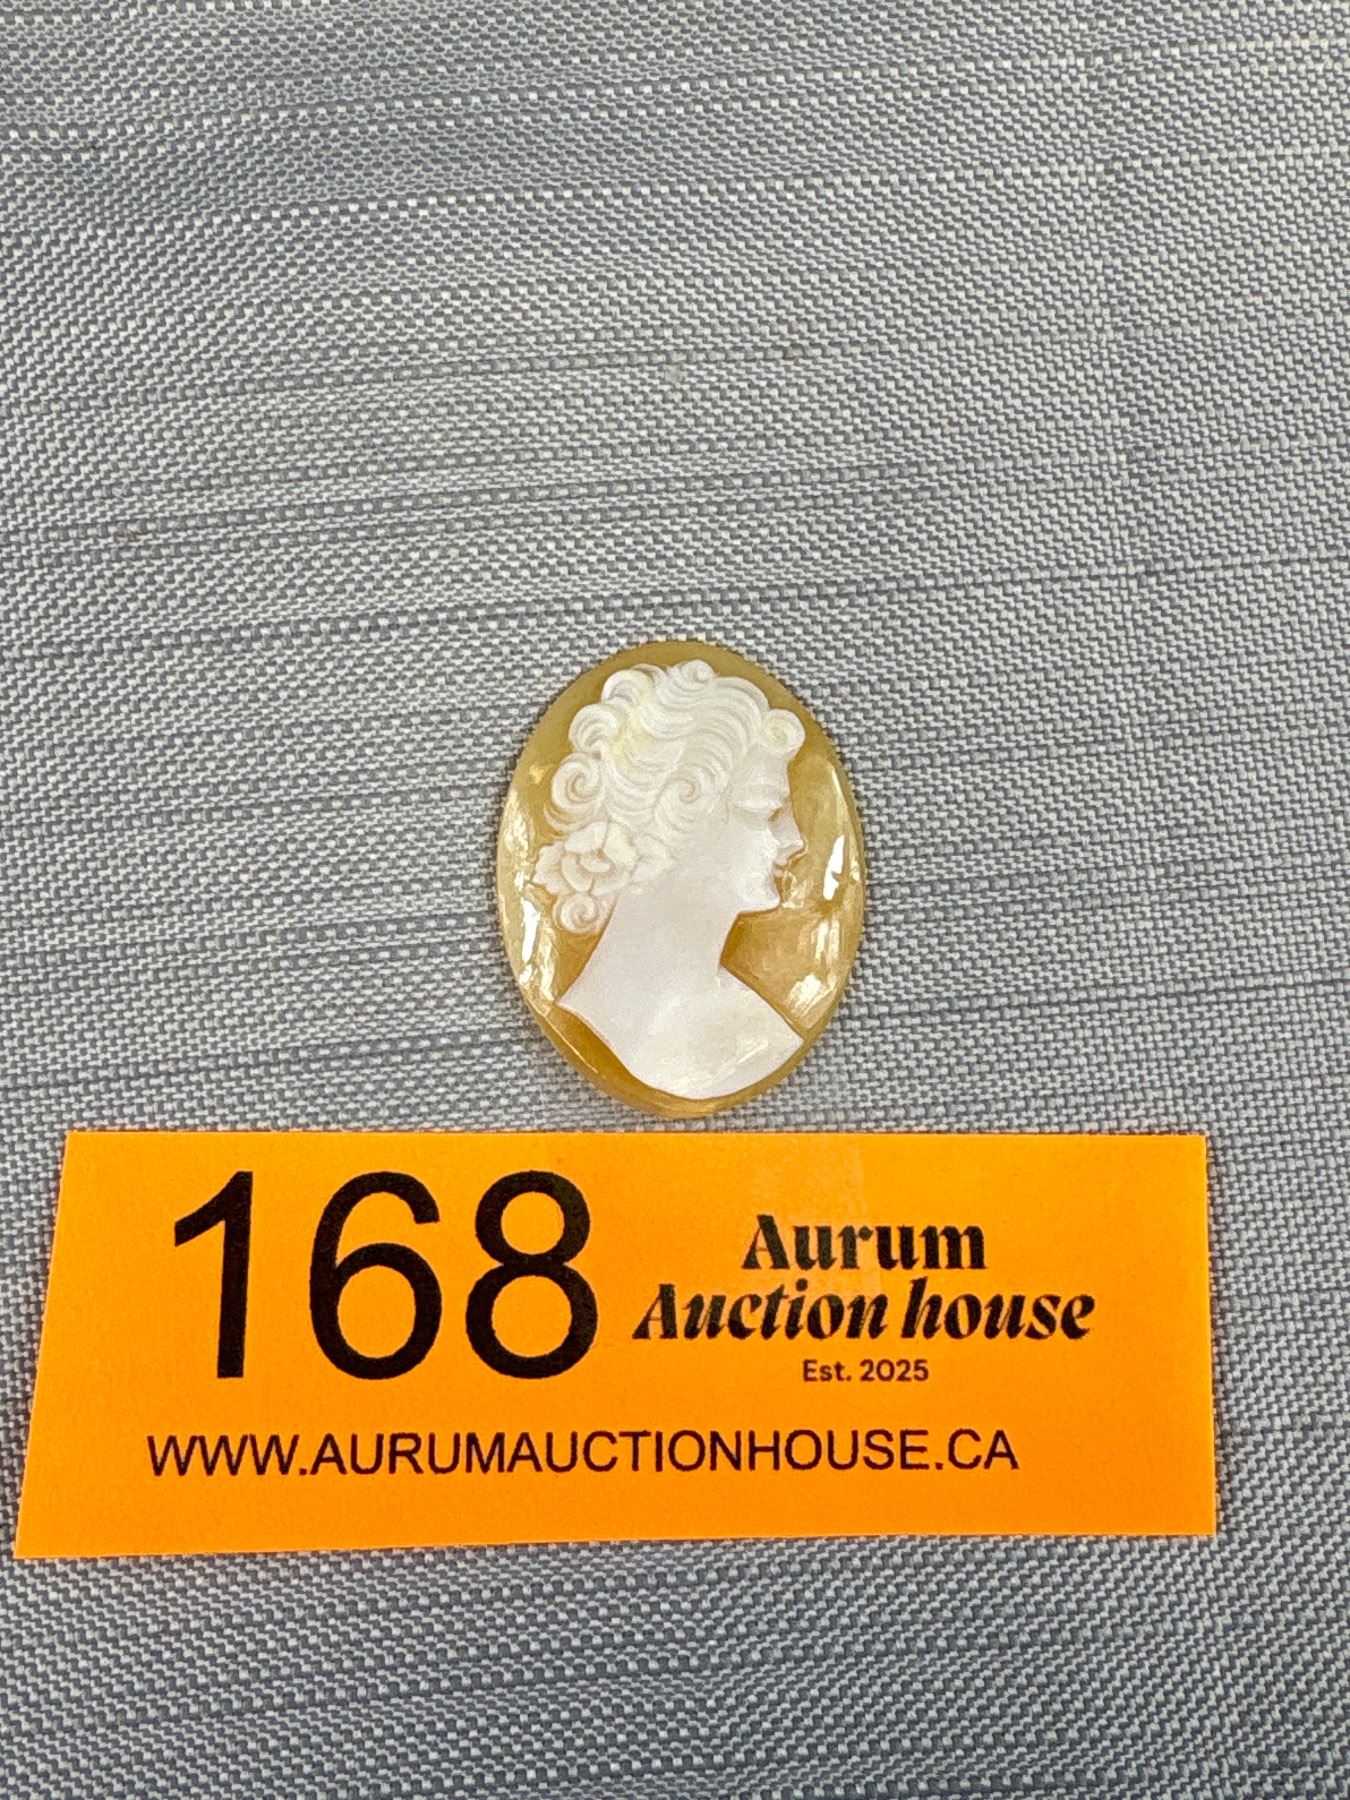 168
Aurum
Auction house
Est. 2025
WWW.AURUMAUCTIONHOUSE.CA